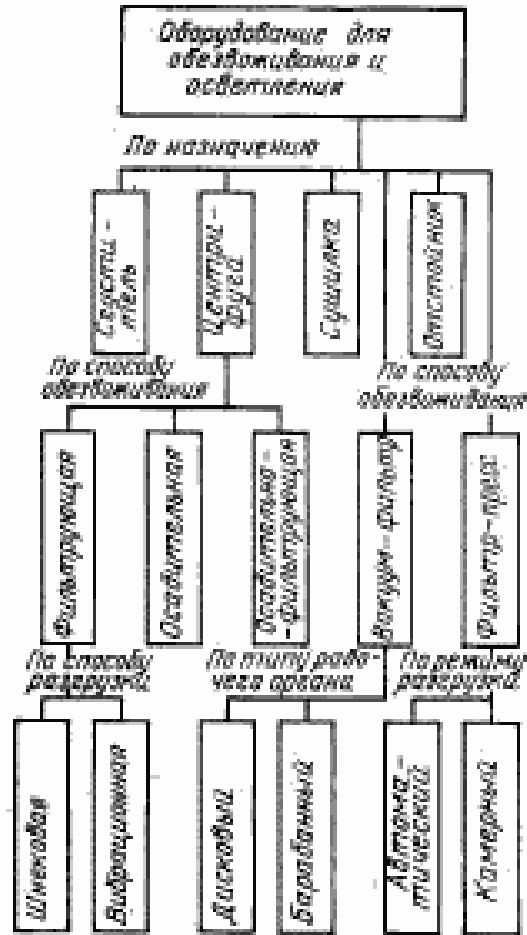 Оборудование для
обезвоживания и
осветления
По назначению
Сгусти-
тель
Центри-
фуга
Сушилка
Отстойник
По способу
обезвоживания
По способу
обезвоживания
Фильтрующая
Осадительная
Осадительно-
-фильтрующая
Вакуум-фильтр
Фильтр-пресс
По способу
разгрузки
По типу рабо-
чего органа
По режиму
разгрузки
Шнековая
Вибрационная
Дисковый
Барабанный
Автома-
тический
Камерный